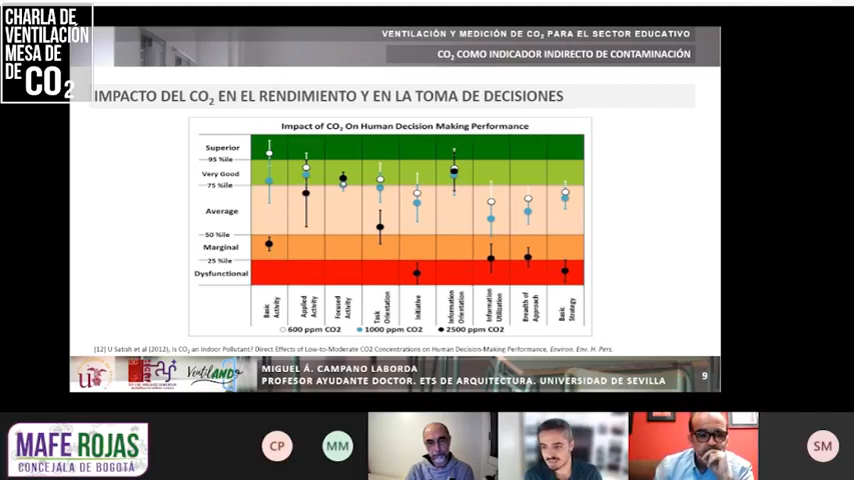 CHARLA DE
VENTILACIÓN
MESA DE
DE CO2
VENTILACIÓN Y MEDICIÓN DE CO2 PARA EL SECTOR EDUCATIVO
CO2 COMO INDICADOR INDIRECTO DE CONTAMINACIÓN
IMPACTO DEL CO2 EN EL RENDIMIENTO Y EN LA TOMA DE DECISIONES
Impact of CO2 On Human Decision Making Performance
Superior
95 %ile
Very Good
75 %ile
Average
50 %ile
Marginal
25 %ile
Dysfunctional
Basic Activity
Applied Activity
Focused Activity
Task Orientation
Initiative
Information Orientation
Information Utilization
Breadth of Approach
Basic Strategy
600 ppm CO2 1000 ppm CO2 2500 ppm CO2
[12] U Satish et al (2012), Is CO2 an Indoor Pollutant? Direct Effects of Low-to-Moderate CO2 Concentrations on Human Decision-Making Performance, Environ. Env. H. Pers.
VentilANDo
MIGUEL Á. CAMPANO LABORDA
PROFESOR AYUDANTE DOCTOR. ETS DE ARQUITECTURA. UNIVERSIDAD DE SEVILLA
9
MAFE ROJAS
CONCEJALA DE BOGOTÁ
CP
MM
SM